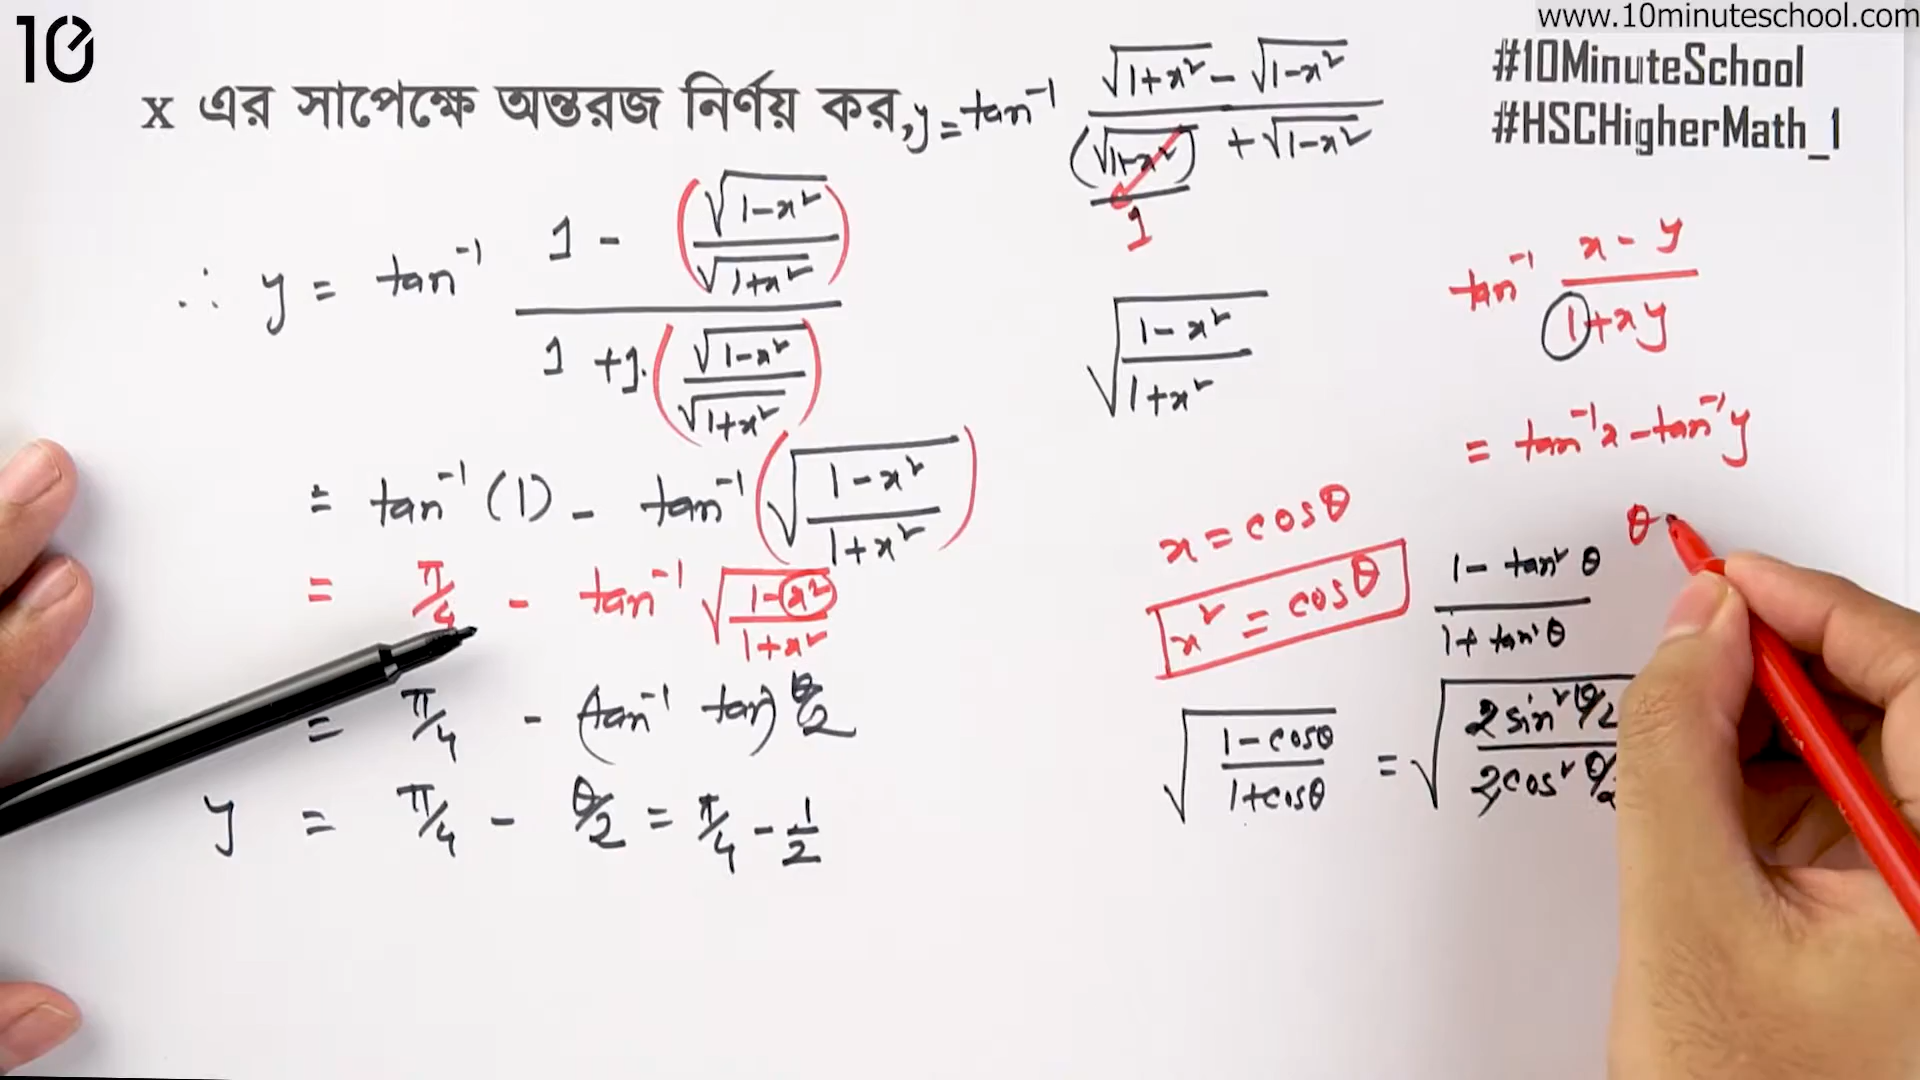 www.10minuteschool.com
10
#10MinuteSchool
#HSCHigherMath_1
x এর সাপেক্ষে অন্তরজ নির্ণয় কর, y = tan⁻¹ (√(1+x²) − √(1−x²)) / ((√(1+x²)) + √(1−x²))
1
∴ y = tan⁻¹ (1 − (√(1−x²)/√(1+x²))) / (1 + 1·(√(1−x²)/√(1+x²)))
= tan⁻¹(1) − tan⁻¹(√((1−x²)/(1+x²)))
= π/4 − tan⁻¹ √((1−x²)/(1+x²))
= π/4 − (tan⁻¹ tan) θ/2
y = π/4 − θ/2 = π/4 − 1/2
√((1−x²)/(1+x²))
tan⁻¹ (x − y)/(1+xy)
= tan⁻¹x − tan⁻¹y
x = cosθ
x² = cosθ
(1 − tan²θ)/(1 + tan²θ)
θ
√((1−cosθ)/(1+cosθ)) = √(2sin²θ/2 / 2cos²θ/2